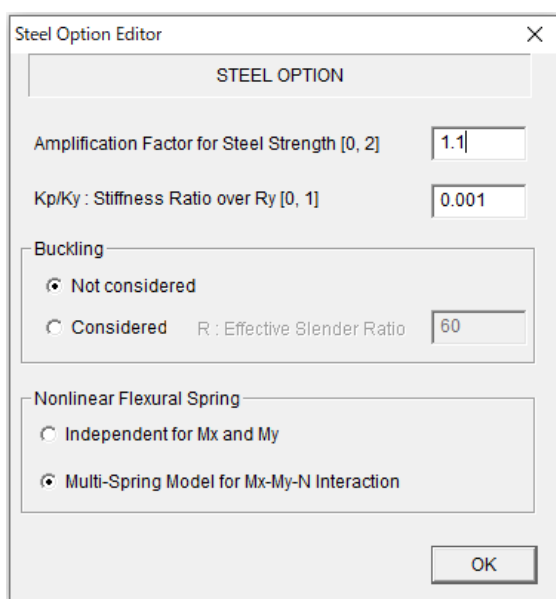 Steel Option Editor
STEEL OPTION
Amplification Factor for Steel Strength [0, 2] 1.1
Kp/Ky : Stiffness Ratio over Ry [0, 1] 0.001
Buckling
Not considered
Considered R : Effective Slender Ratio 60
Nonlinear Flexural Spring
Independent for Mx and My
Multi-Spring Model for Mx-My-N Interaction
OK